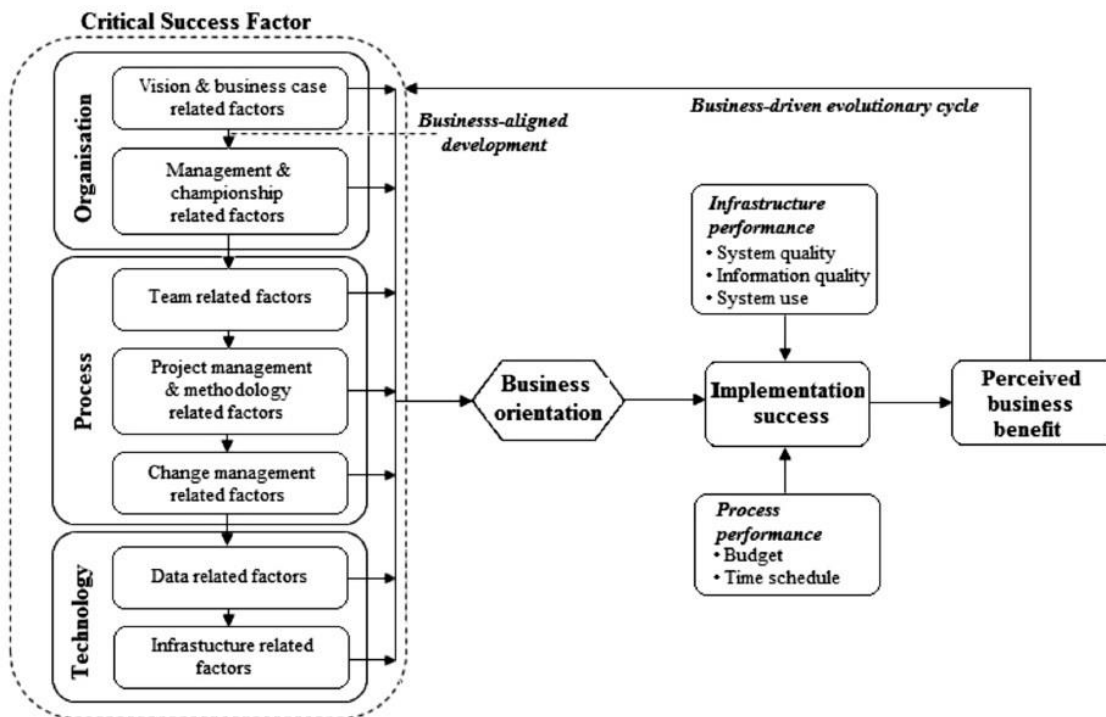 Critical Success Factor
Organisation
Vision & business case
related factors
Management &
championship
related factors
Process
Team related factors
Project management
& methodology
related factors
Change management
related factors
Technology
Data related factors
Infrastucture related
factors
Businesss-aligned
development
Business-driven evolutionary cycle
Business
orientation
Infrastructure
performance
• System quality
• Information quality
• System use
Implementation
success
Process
performance
• Budget
• Time schedule
Perceived
business
benefit